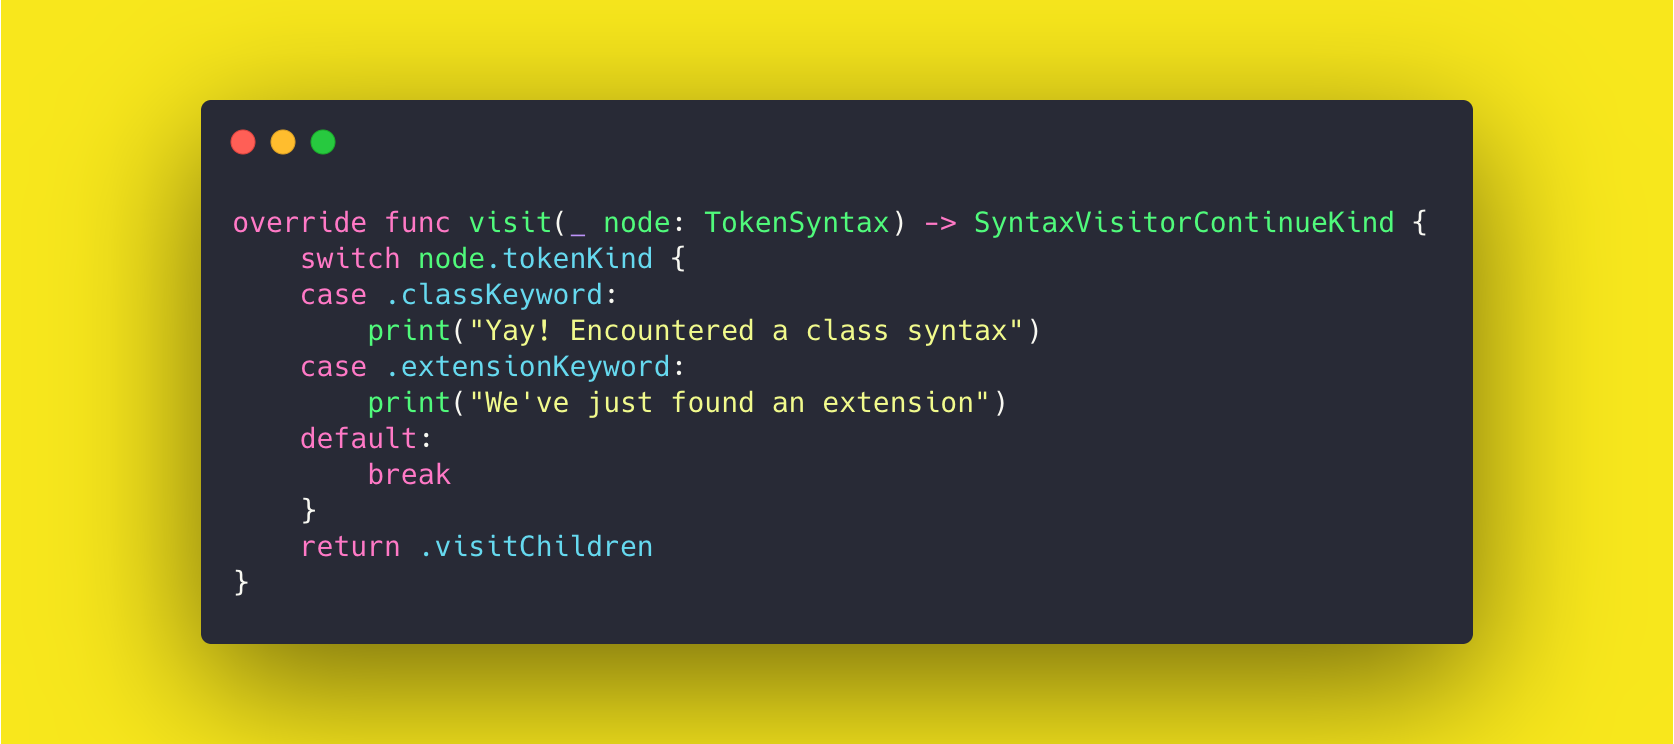 override func visit(_ node: TokenSyntax) -> SyntaxVisitorContinueKind {
    switch node.tokenKind {
    case .classKeyword:
        print("Yay! Encountered a class syntax")
    case .extensionKeyword:
        print("We've just found an extension")
    default:
        break
    }
    return .visitChildren
}